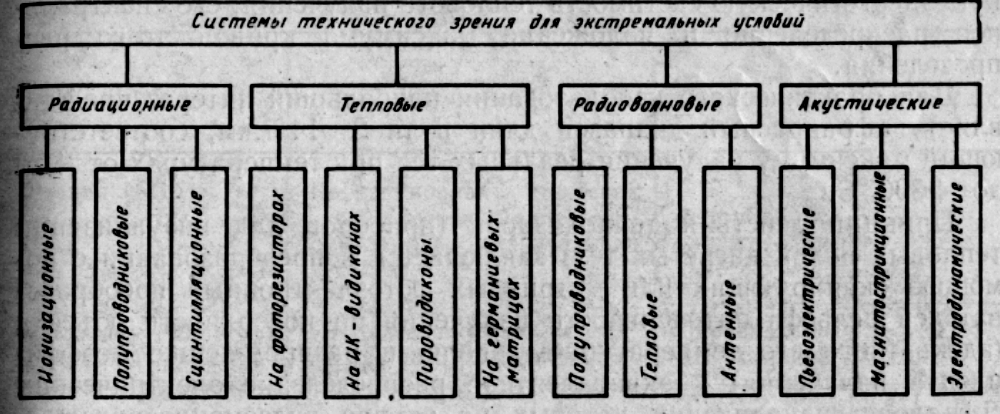 Системы технического зрения для экстремальных условий
Радиационные
Тепловые
Радиоволновые
Акустические
Ионизационные
Полупроводниковые
Сцинтилляционные
На фоторезисторах
На ИК - видиконах
Пировидиконы
На германиевых
матрицах
Полупроводниковые
Тепловые
Антенные
Пьезоэлектрические
Магнитострикционные
Электродинамические